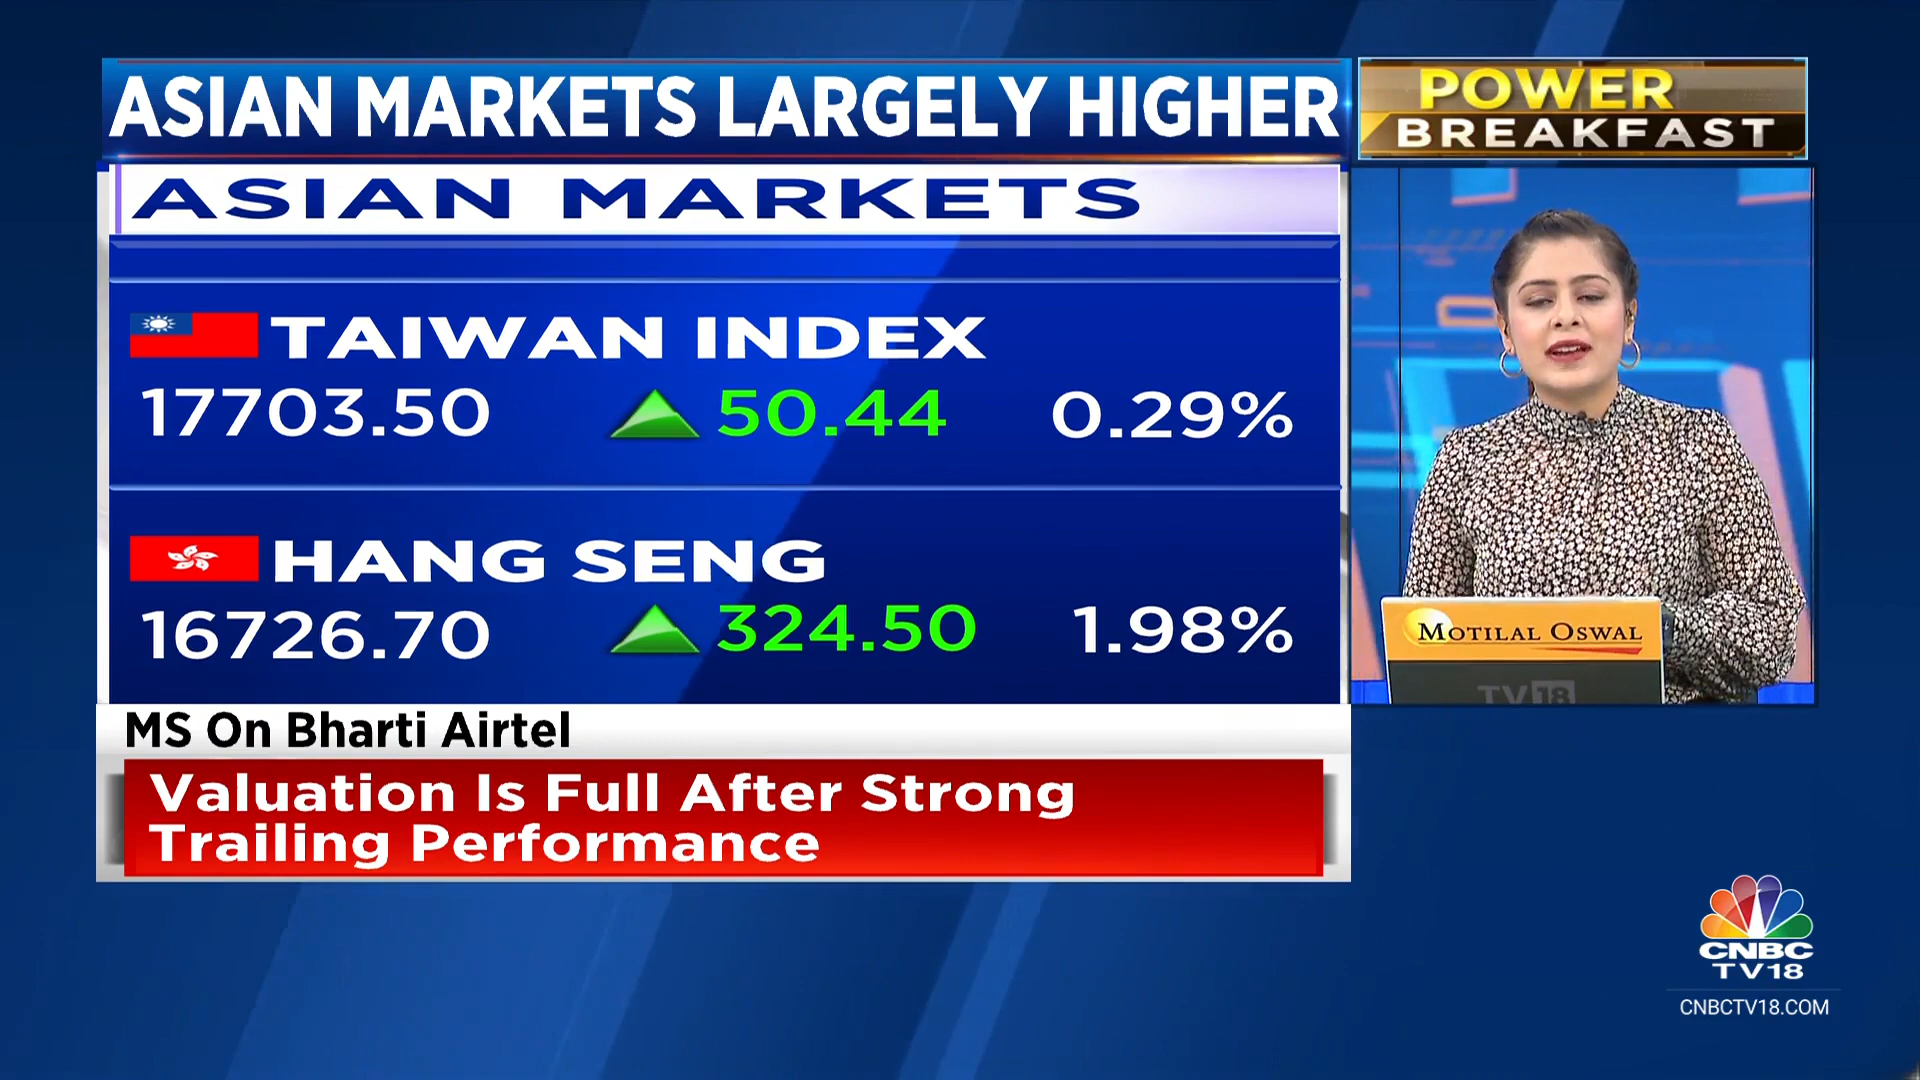 ASIAN MARKETS LARGELY HIGHER
POWER
BREAKFAST
ASIAN MARKETS
TAIWAN INDEX
17703.50 50.44 0.29%
HANG SENG
16726.70 324.50 1.98%
MOTILAL OSWAL
TV18
MS On Bharti Airtel
Valuation Is Full After Strong
Trailing Performance
CNBC
TV18
CNBCTV18.COM